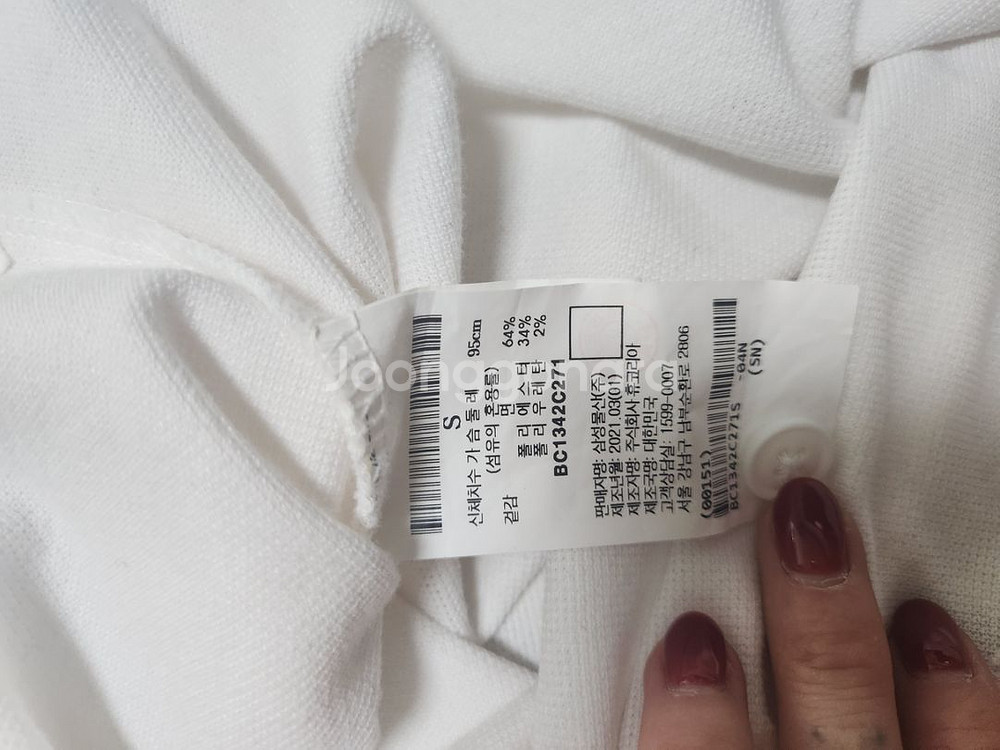 S
신체치수 가 슴 둘 레 95cm
(섬유의 혼용률)
겉감 면 64%
폴 리 에 스 터 34%
폴 리 우 레 탄 2%
BC1342C271
판매자명: 삼성물산(주)
제조년월: 2021.03(01)
제조자명: 주식회사 휴코리아
제조국명: 대한민국
고객상담실: 1599-0007
서울 강남구 남부순환로 2806
(00151)
BC1342C271S -04N
(SN)
Joongg